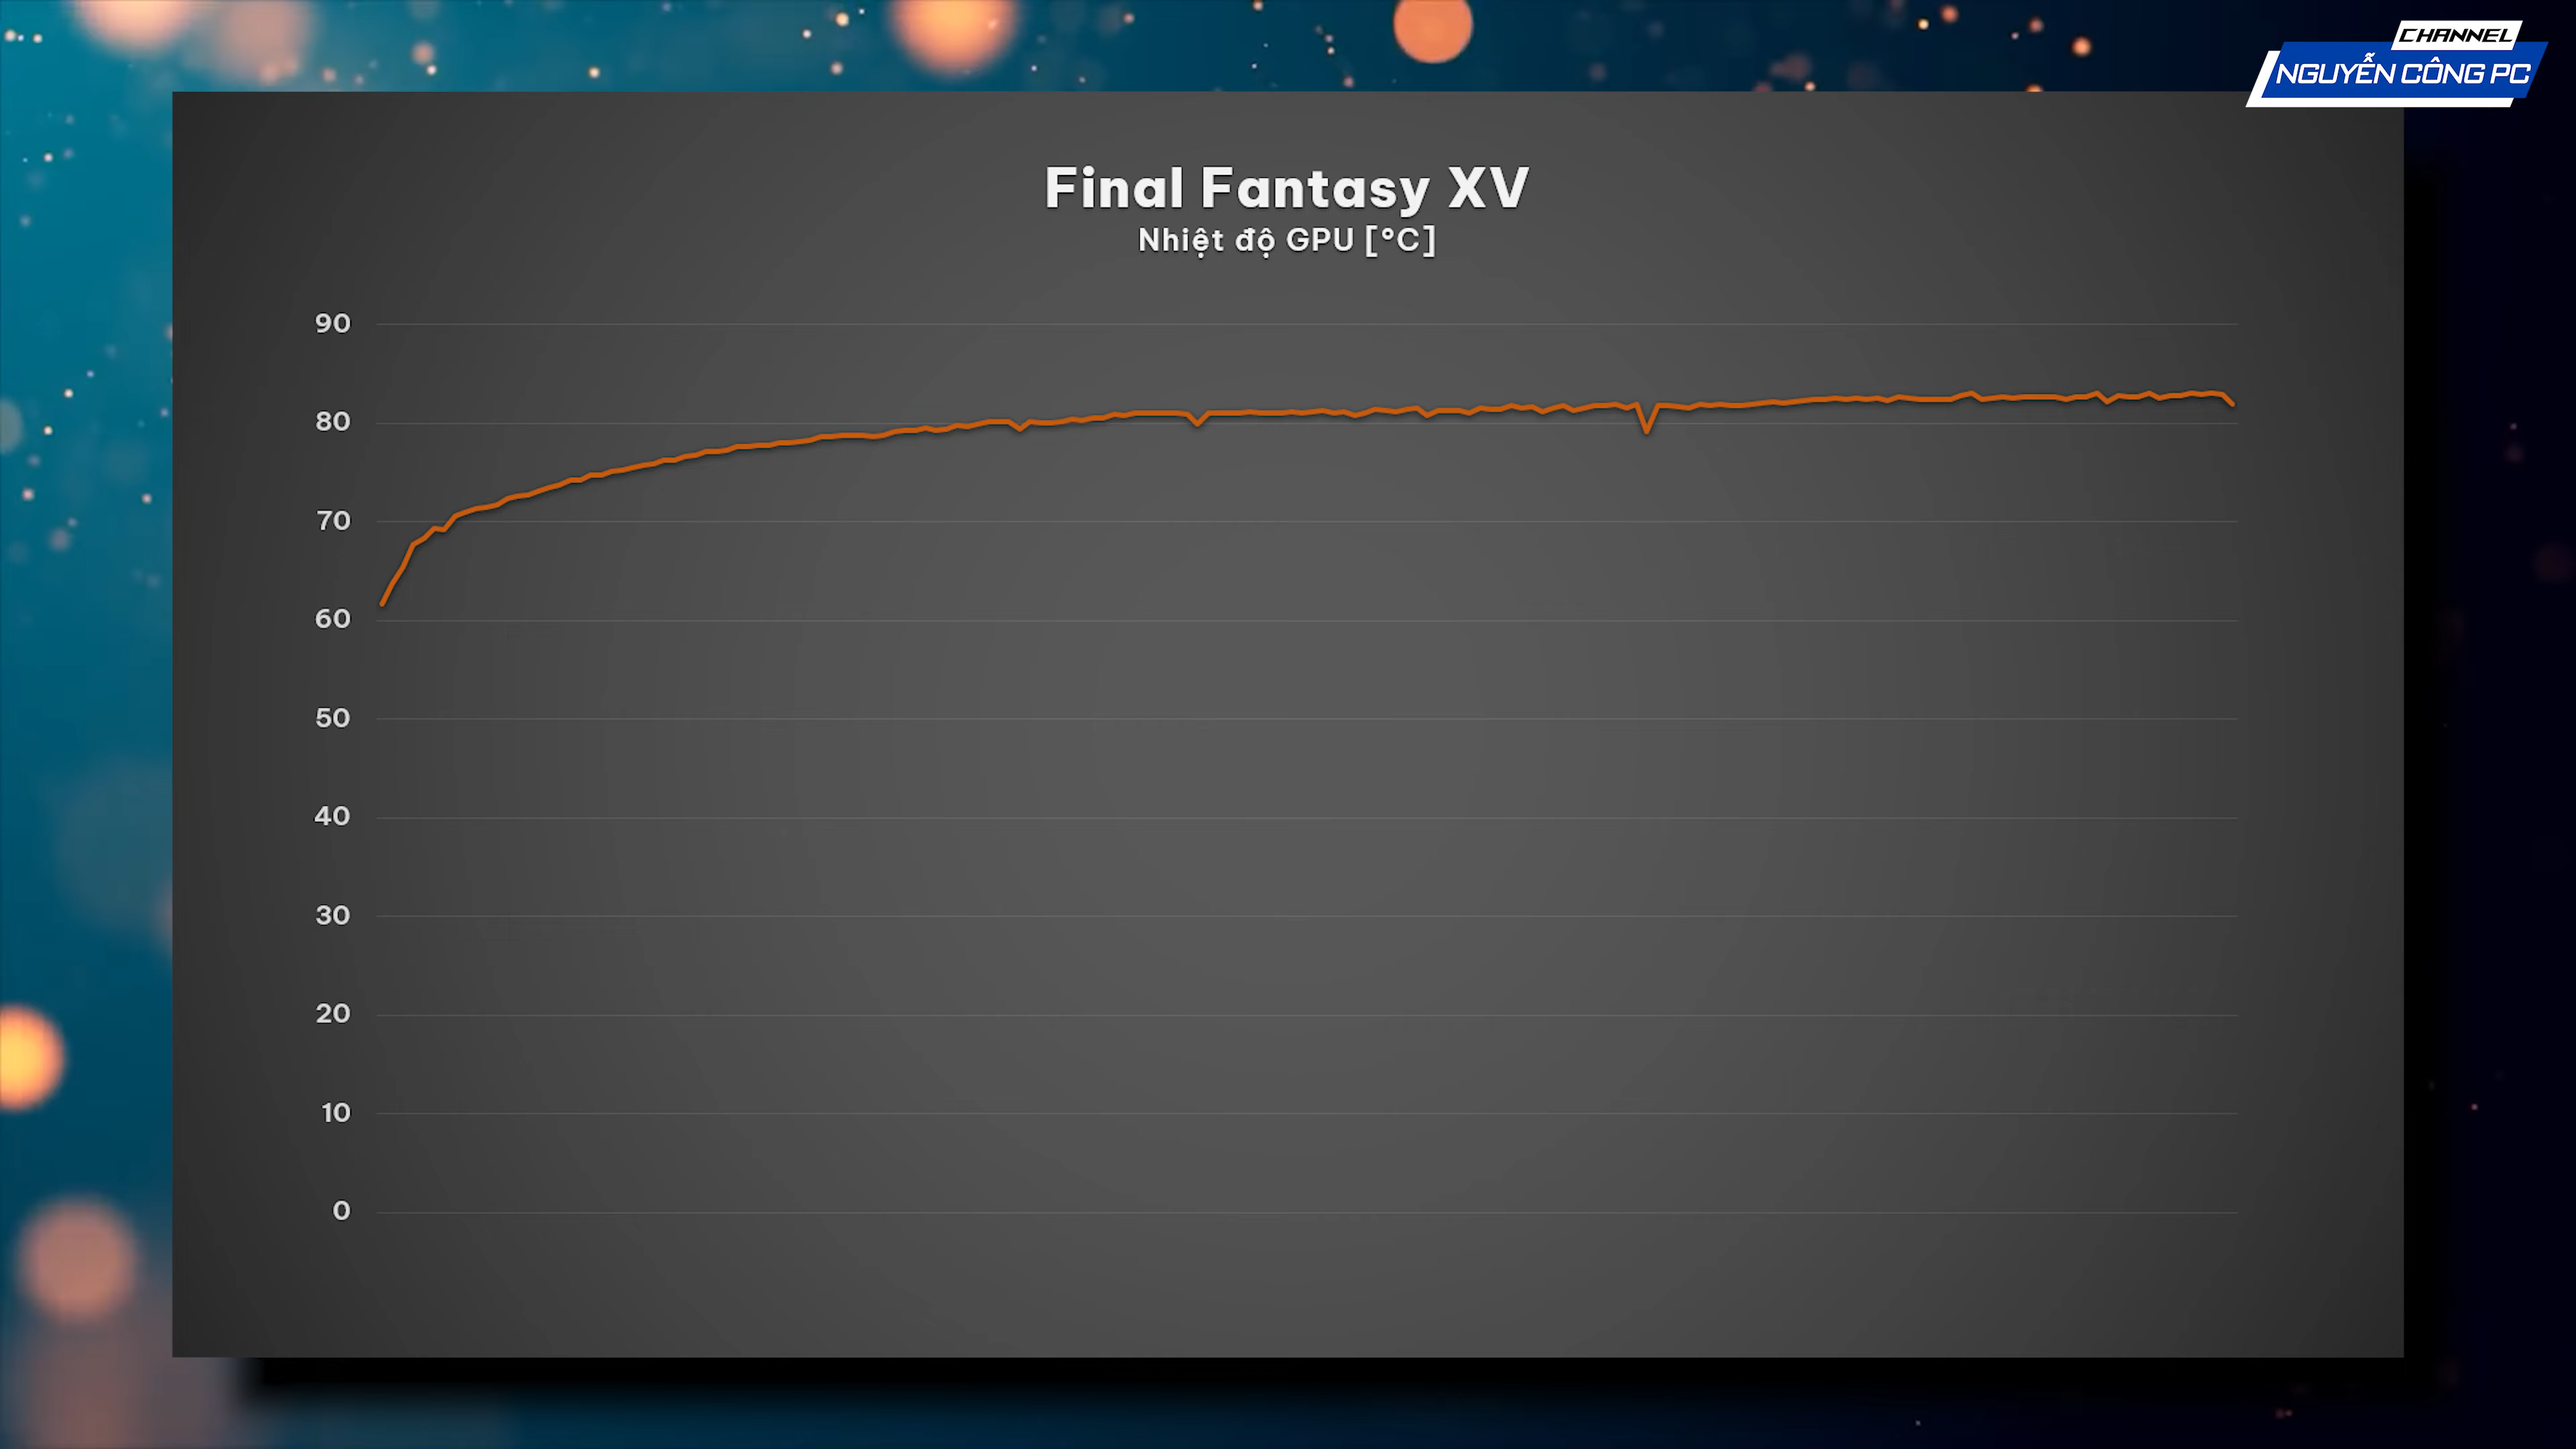 CHANNEL
NGUYỄN CÔNG PC
Final Fantasy XV
Nhiệt độ GPU [°C]
90
80
70
60
50
40
30
20
10
0